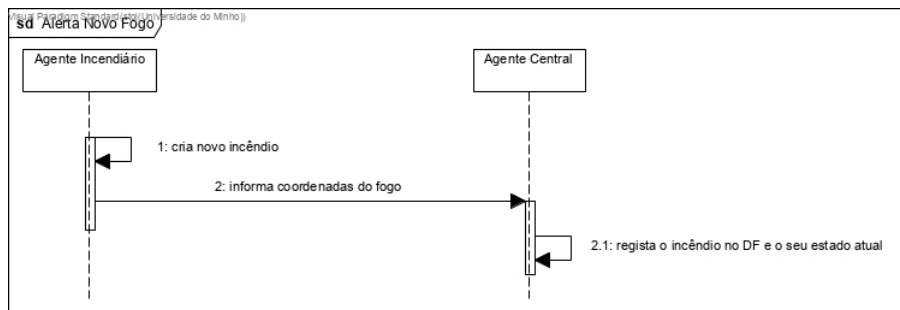 Visual Paradigm Standard(cfol(Universidade do Minho))
sd Alerta Novo Fogo
Agente Incendiário
Agente Central
1: cria novo incêndio
2: informa coordenadas do fogo
2.1: regista o incêndio no DF e o seu estado atual